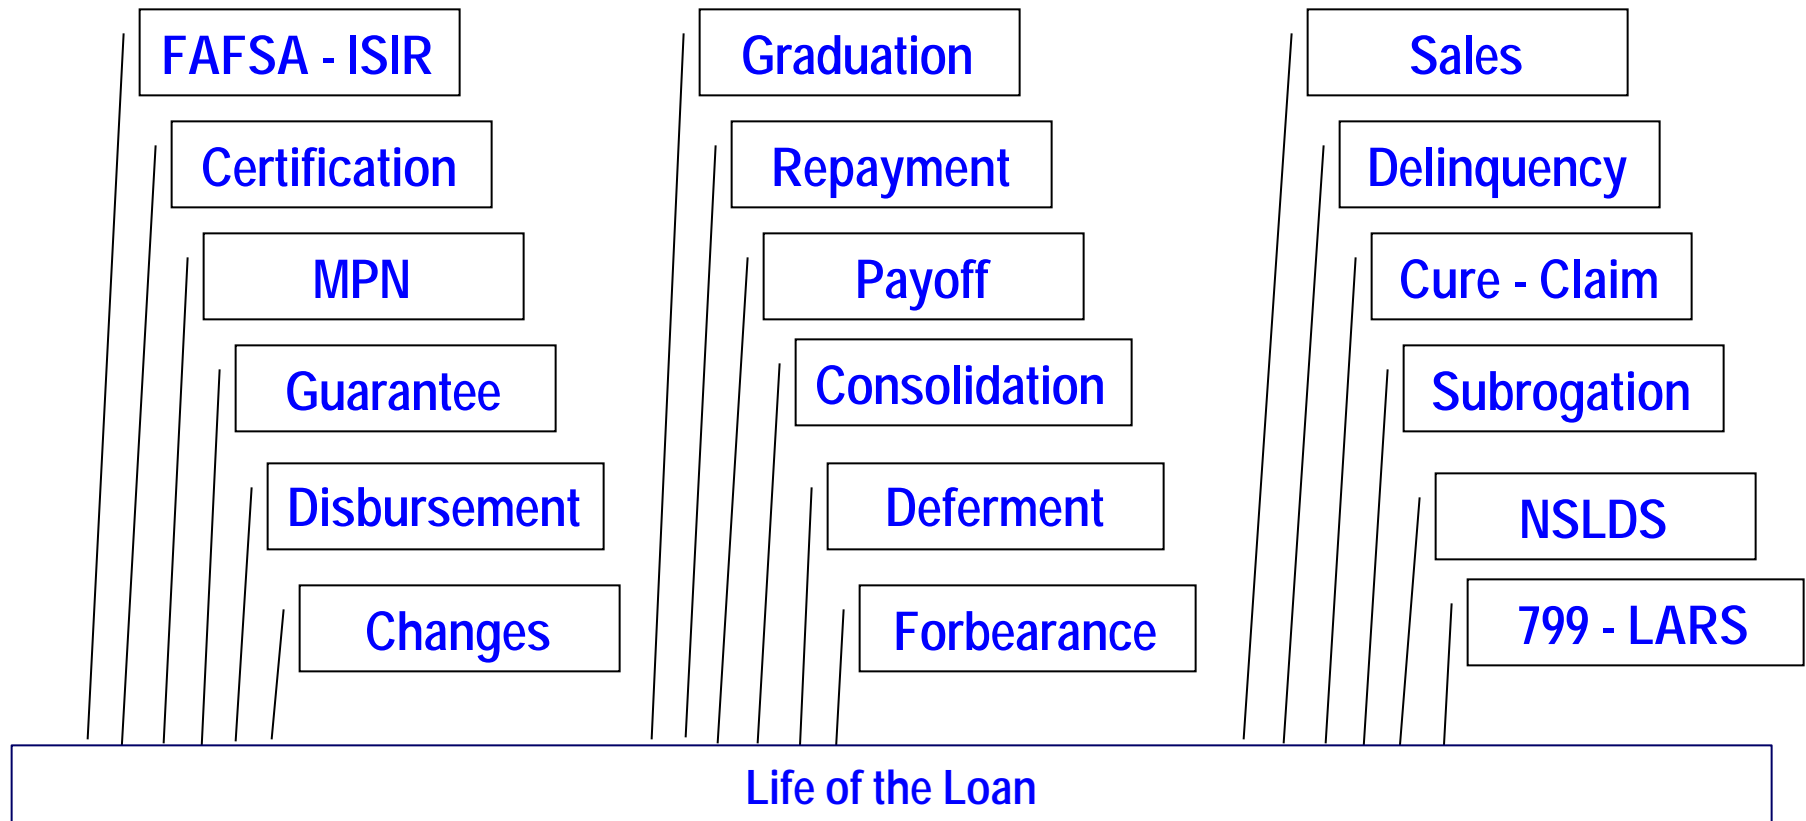 FAFSA - ISIR
Certification
MPN
Guarantee
Disbursement
Changes
Graduation
Repayment
Payoff
Consolidation
Deferment
Forbearance
Sales
Delinquency
Cure - Claim
Subrogation
NSLDS
799 - LARS
Life of the Loan